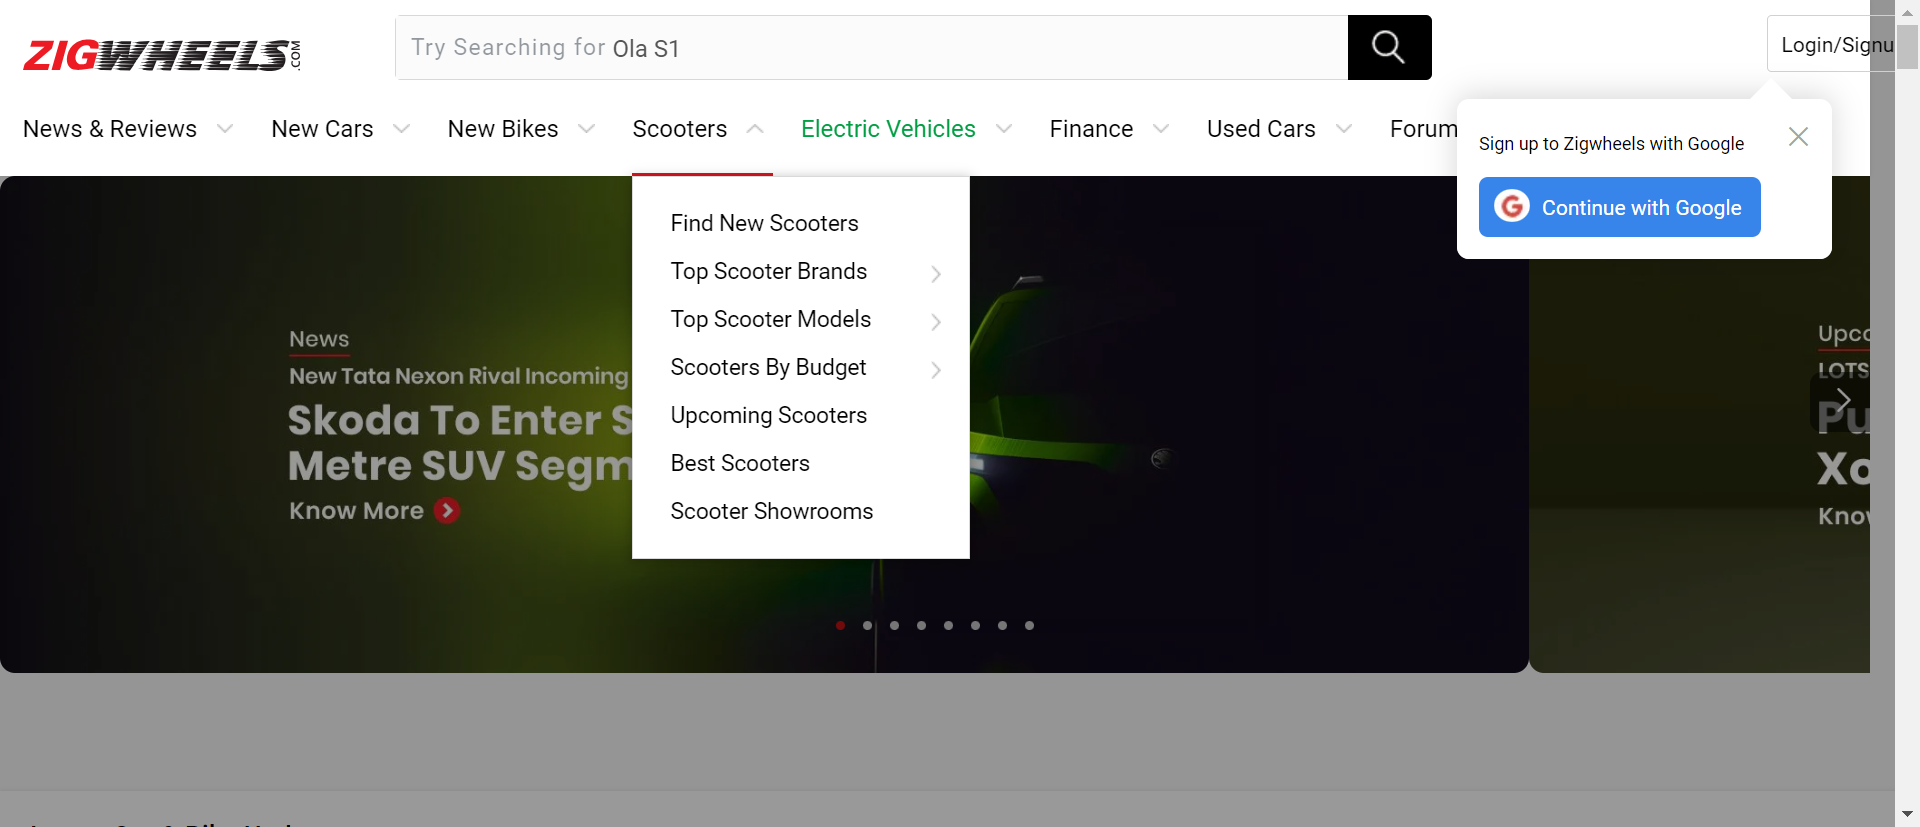 ZIGWHEELS.COM
Try Searching for Ola S1
Login/Signu
News & Reviews
New Cars
New Bikes
Scooters
Electric Vehicles
Finance
Used Cars
Forum
Sign up to Zigwheels with Google
Continue with Google
Find New Scooters
Top Scooter Brands
Top Scooter Models
Scooters By Budget
Upcoming Scooters
Best Scooters
Scooter Showrooms
News
New Tata Nexon Rival Incoming
Skoda To Enter S
Metre SUV Segm
Know More
Upco
LOTS
Pu
Xo
Know